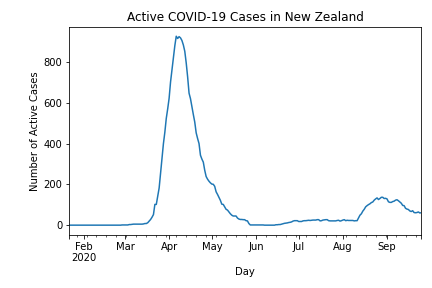 Active COVID-19 Cases in New Zealand
Number of Active Cases
800
600
400
200
0
Feb Mar Apr May Jun Jul Aug Sep
2020
Day